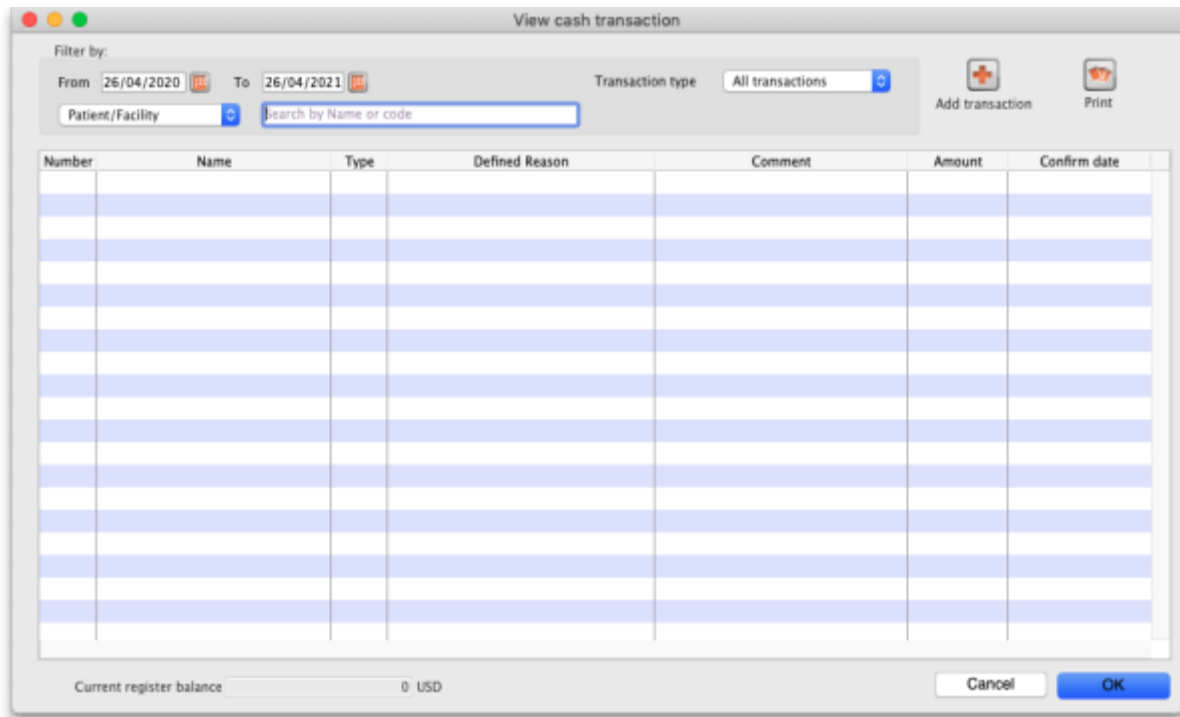 View cash transaction
Filter by:
From 26/04/2020 To 26/04/2021 Transaction type All transactions
Add transaction Print
Patient/Facility Search by Name or code
Number Name Type Defined Reason Comment Amount Confirm date
Current register balance 0 USD Cancel OK